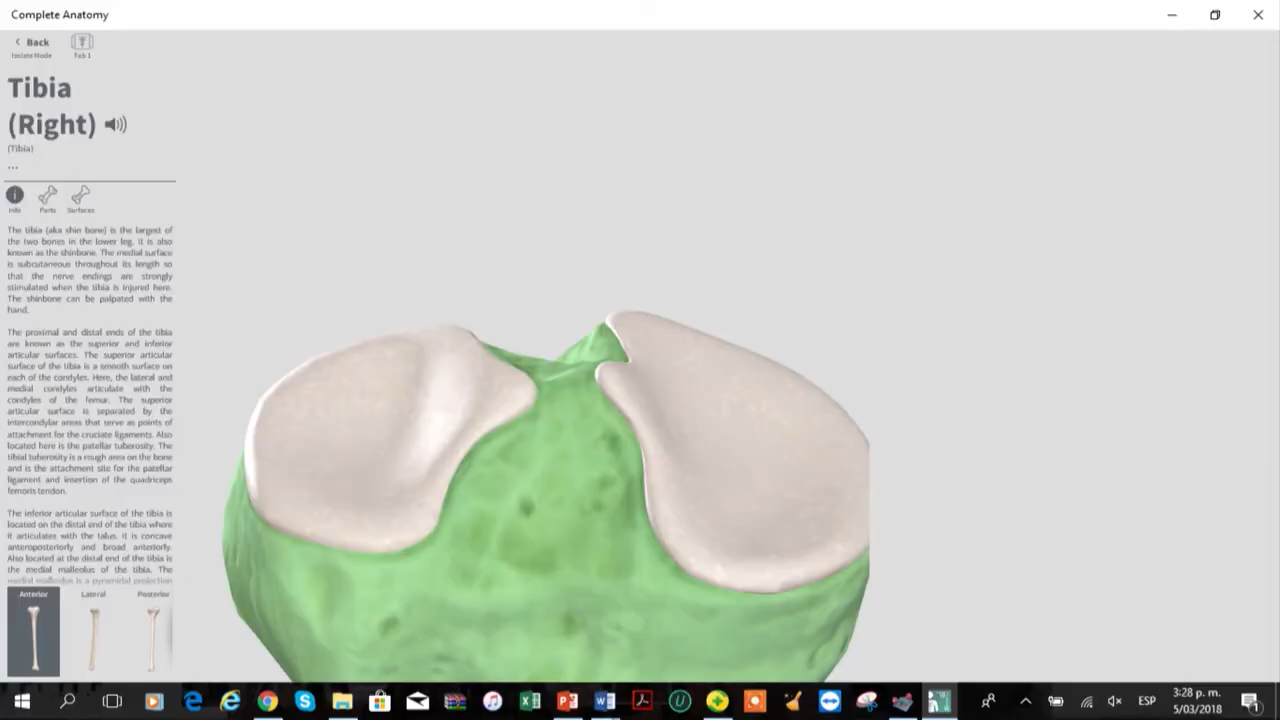 Complete Anatomy
Back
Isolate Mode
Fab 1
Tibia
(Right)
(Tibia)
...
Info
Parts
Surfaces
The tibia (aka shin bone) is the largest of
the two bones in the lower leg. It is also
known as the shinbone. The medial surface
is subcutaneous throughout its length so
that the nerve endings are strongly
stimulated when the tibia is injured here.
The shinbone can be palpated with the
hand.
The proximal and distal ends of the tibia
are known as the superior and inferior
articular surfaces. The superior articular
surface of the tibia is a smooth surface on
each of the condyles. Here, the lateral and
medial condyles articulate with the
condyles of the femur. The superior
articular surface is separated by the
intercondylar areas that serve as points of
attachment for the cruciate ligaments. Also
located here is the patellar tuberosity. The
tibial tuberosity is a rough area on the bone
and is the attachment site for the patellar
ligament and insertion of the quadriceps
femoris tendon.
The inferior articular surface of the tibia is
located on the distal end of the tibia where
it articulates with the talus. It is concave
anteroposteriorly and broad anteriorly.
Also located at the distal end of the tibia is
the medial malleolus of the tibia. The
medial malleolus is a pyramidal projection
Anterior
Lateral
Posterior
ESP
3:28 p. m.
5/03/2018
1